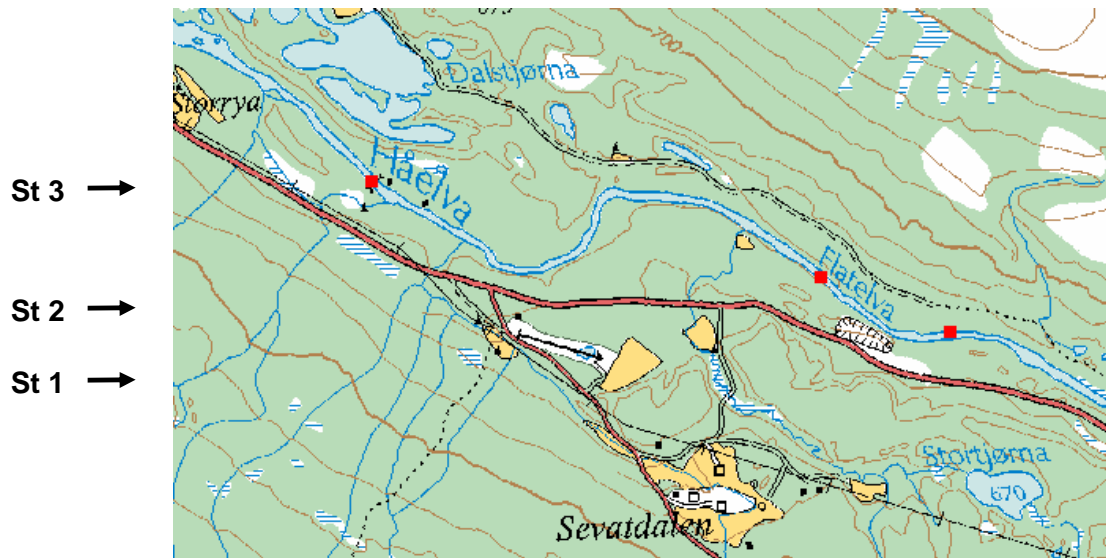 Dalstjørna
700
Storrya
Håelva
St 3
Flatelva
St 2
St 1
Stortjørna
670
Sevatdalen